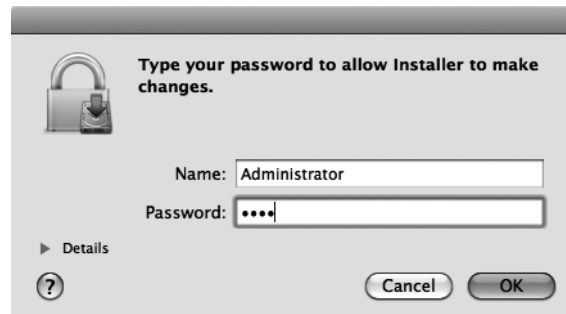 Type your password to allow Installer to make
changes.
Name: Administrator
Password: ••••
Details
? Cancel OK